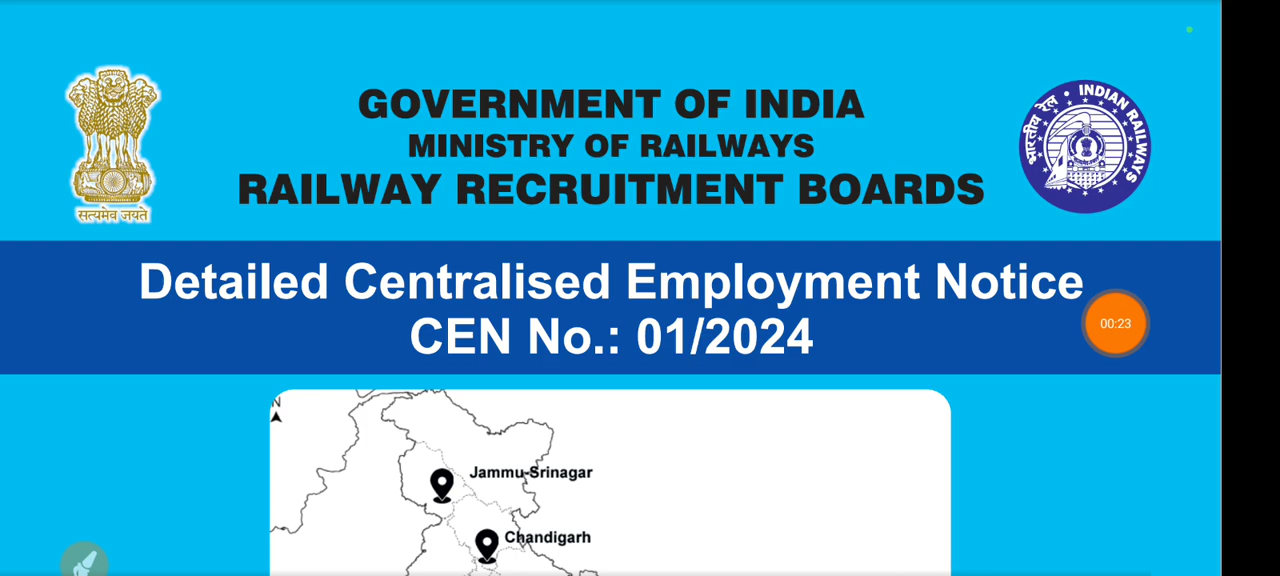 GOVERNMENT OF INDIA
MINISTRY OF RAILWAYS
RAILWAY RECRUITMENT BOARDS
सत्यमेव जयते
भारतीय रेल • INDIAN RAILWAYS
Detailed Centralised Employment Notice
CEN No.: 01/2024
00:23
N
Jammu-Srinagar
Chandigarh